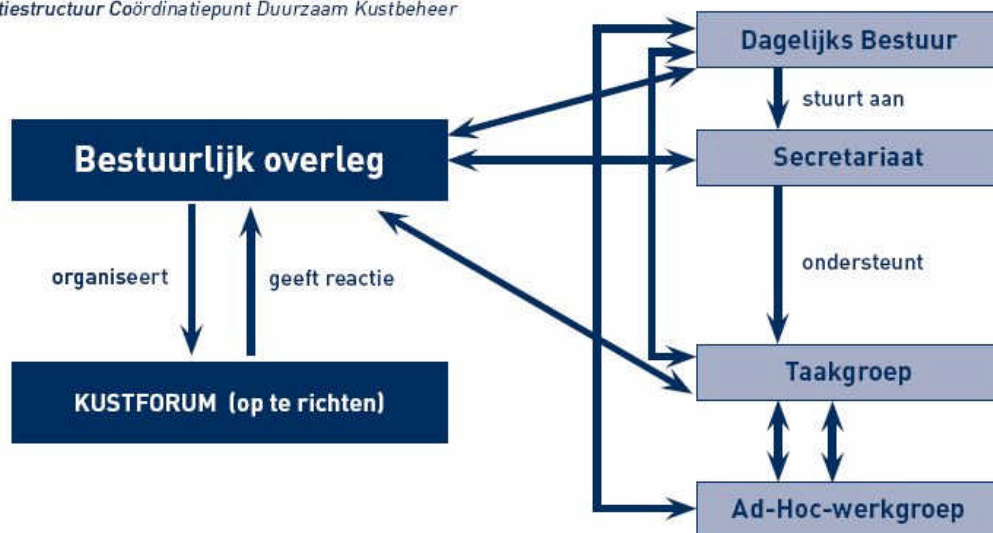 tiestructuur Coördinatiepunt Duurzaam Kustbeheer
Dagelijks Bestuur
stuurt aan
Bestuurlijk overleg
Secretariaat
organiseert
geeft reactie
ondersteunt
Taakgroep
KUSTFORUM (op te richten)
Ad-Hoc-werkgroep